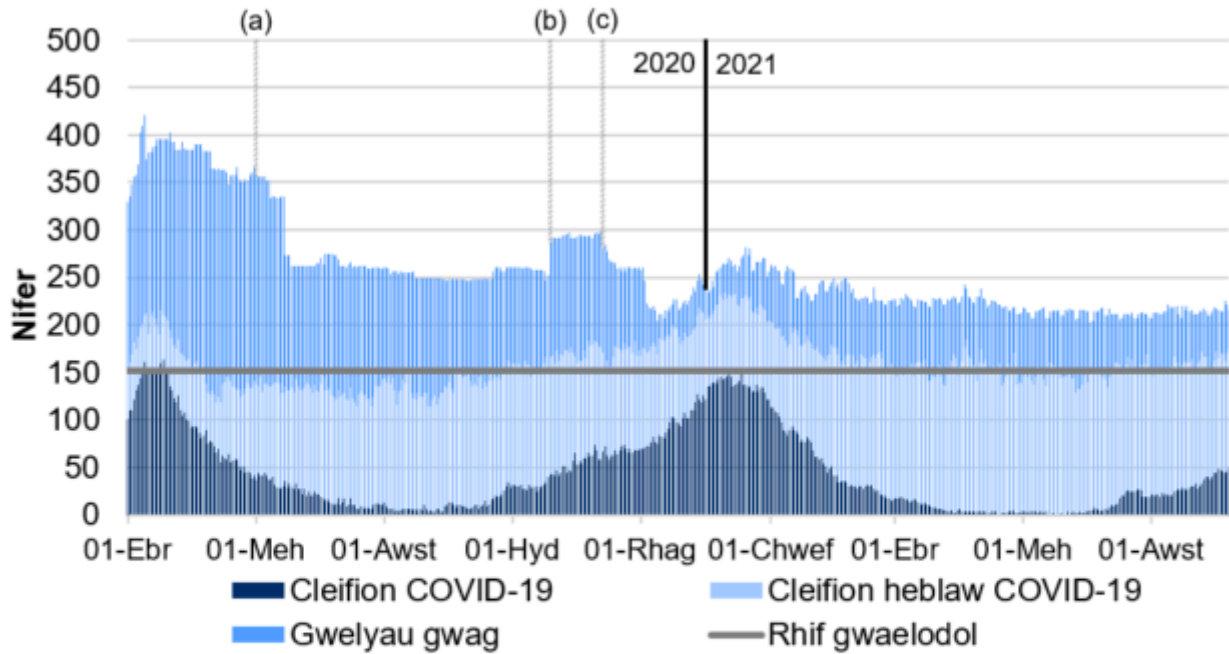 (a) (b) (c)
500
2020 2021
450
400
350
300
250
200
150
100
50
0
Nifer
01-Ebr 01-Meh 01-Awst 01-Hyd 01-Rhag 01-Chwef 01-Ebr 01-Meh 01-Awst
Cleifion COVID-19 Cleifion heblaw COVID-19
Gwelyau gwag Rhif gwaelodol